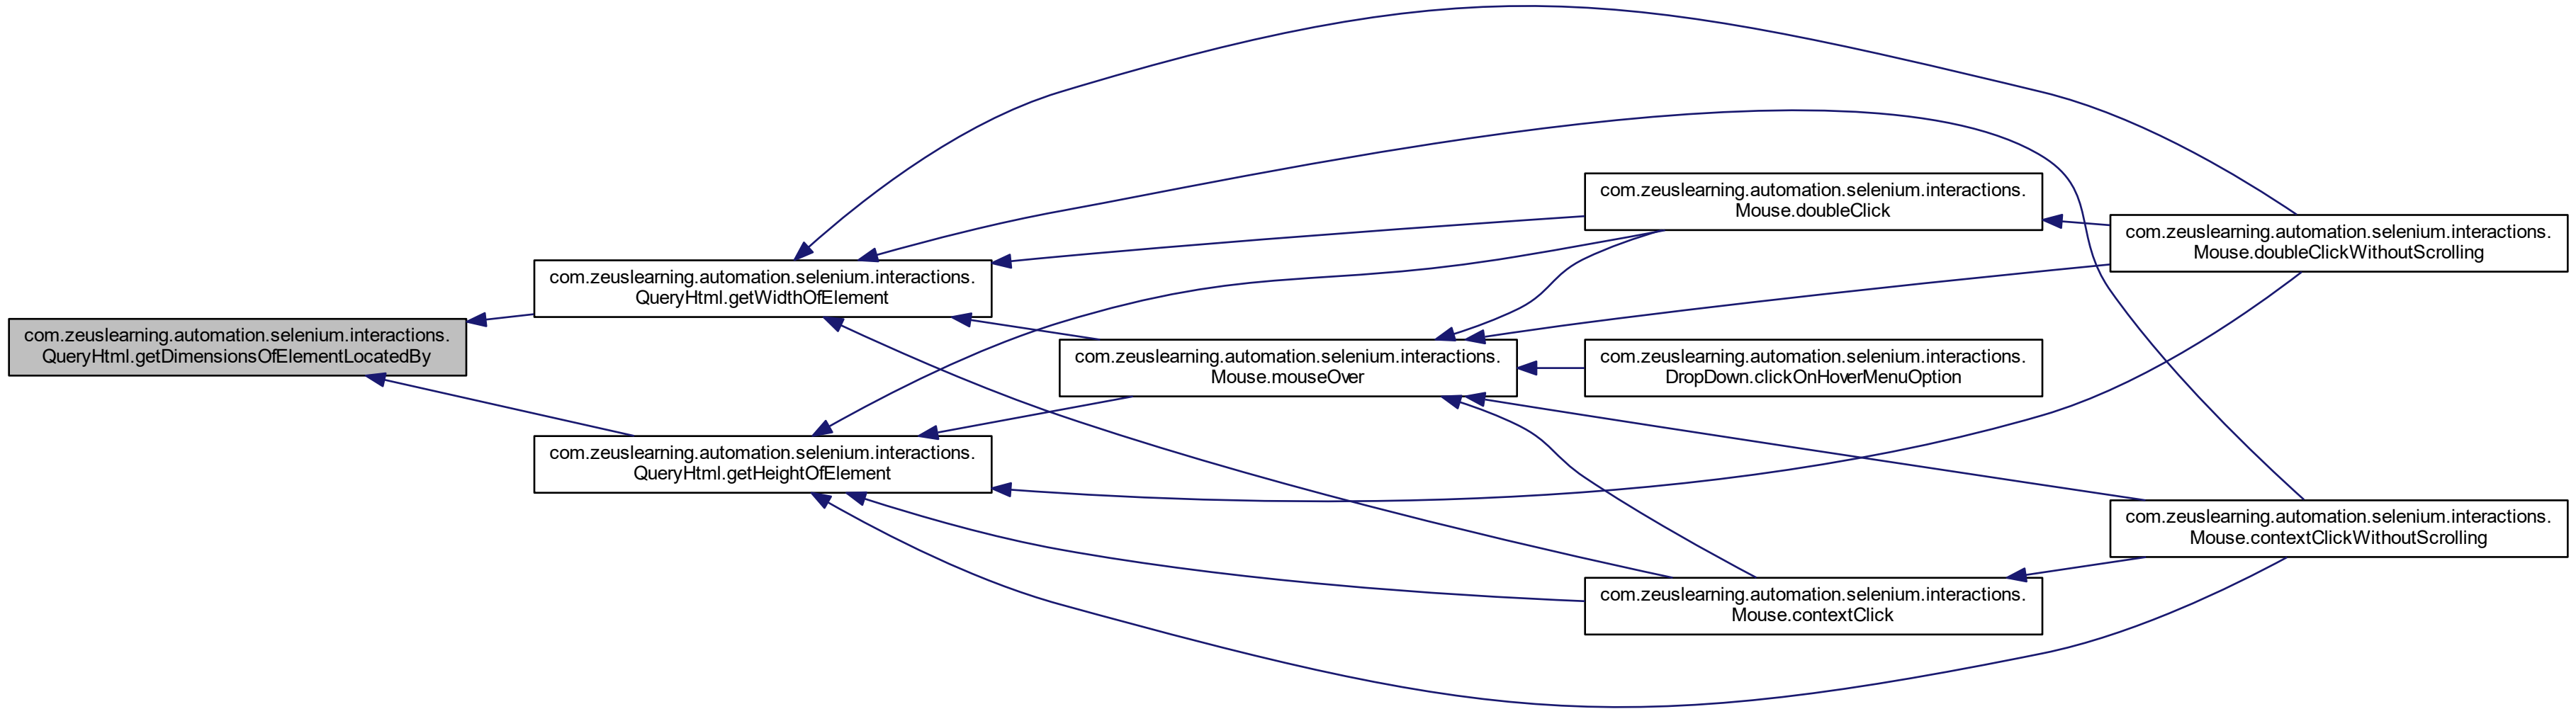 com.zeuslearning.automation.selenium.interactions.
QueryHtml.getDimensionsOfElementLocatedBy
com.zeuslearning.automation.selenium.interactions.
QueryHtml.getWidthOfElement
com.zeuslearning.automation.selenium.interactions.
QueryHtml.getHeightOfElement
com.zeuslearning.automation.selenium.interactions.
Mouse.mouseOver
com.zeuslearning.automation.selenium.interactions.
Mouse.doubleClick
com.zeuslearning.automation.selenium.interactions.
DropDown.clickOnHoverMenuOption
com.zeuslearning.automation.selenium.interactions.
Mouse.contextClick
com.zeuslearning.automation.selenium.interactions.
Mouse.doubleClickWithoutScrolling
com.zeuslearning.automation.selenium.interactions.
Mouse.contextClickWithoutScrolling